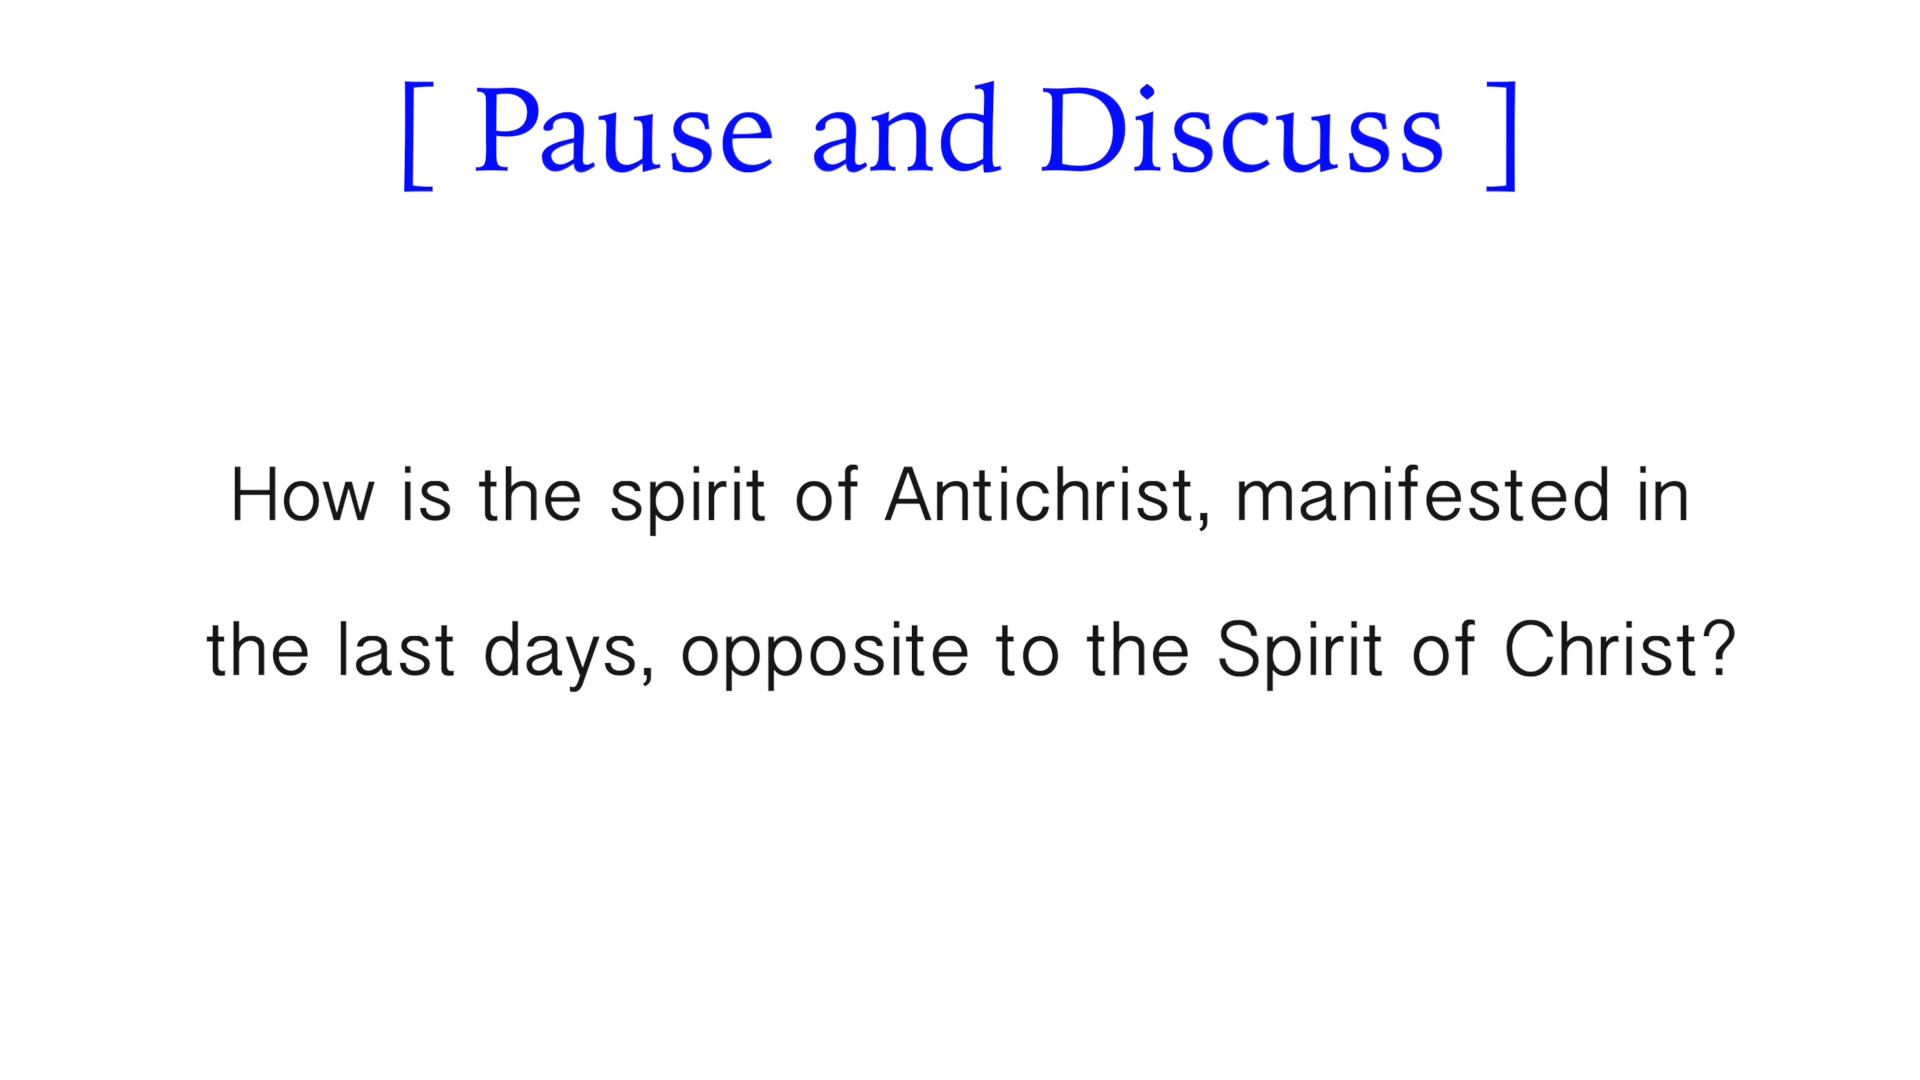 [ Pause and Discuss ]
How is the spirit of Antichrist, manifested in
the last days, opposite to the Spirit of Christ?